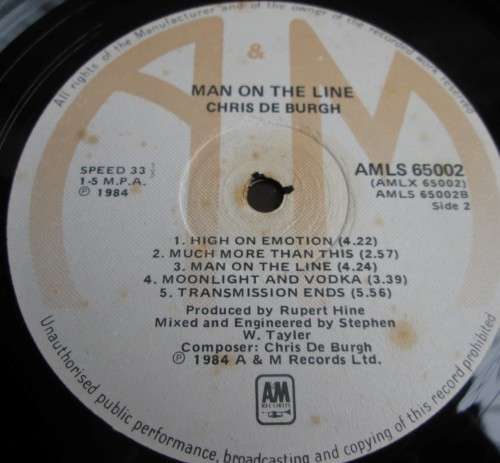 All rights of the Manufacturer and of the owner of the recorded work reserved
A & M
MAN ON THE LINE
CHRIS DE BURGH
SPEED 33
1-5 M.P.A.
℗ 1984
AMLS 65002
(AMLX 65002)
AMLS 65002B
Side 2
1. HIGH ON EMOTION (4.22)
2. MUCH MORE THAN THIS (2.57)
3. MAN ON THE LINE (4.24)
4. MOONLIGHT AND VODKA (3.39)
5. TRANSMISSION ENDS (5.56)
Produced by Rupert Hine
Mixed and Engineered by Stephen
W. Tayler
Composer: Chris De Burgh
℗ 1984 A & M Records Ltd.
AM
RECORDS
Unauthorised public performance, broadcasting and copying of this record prohibited